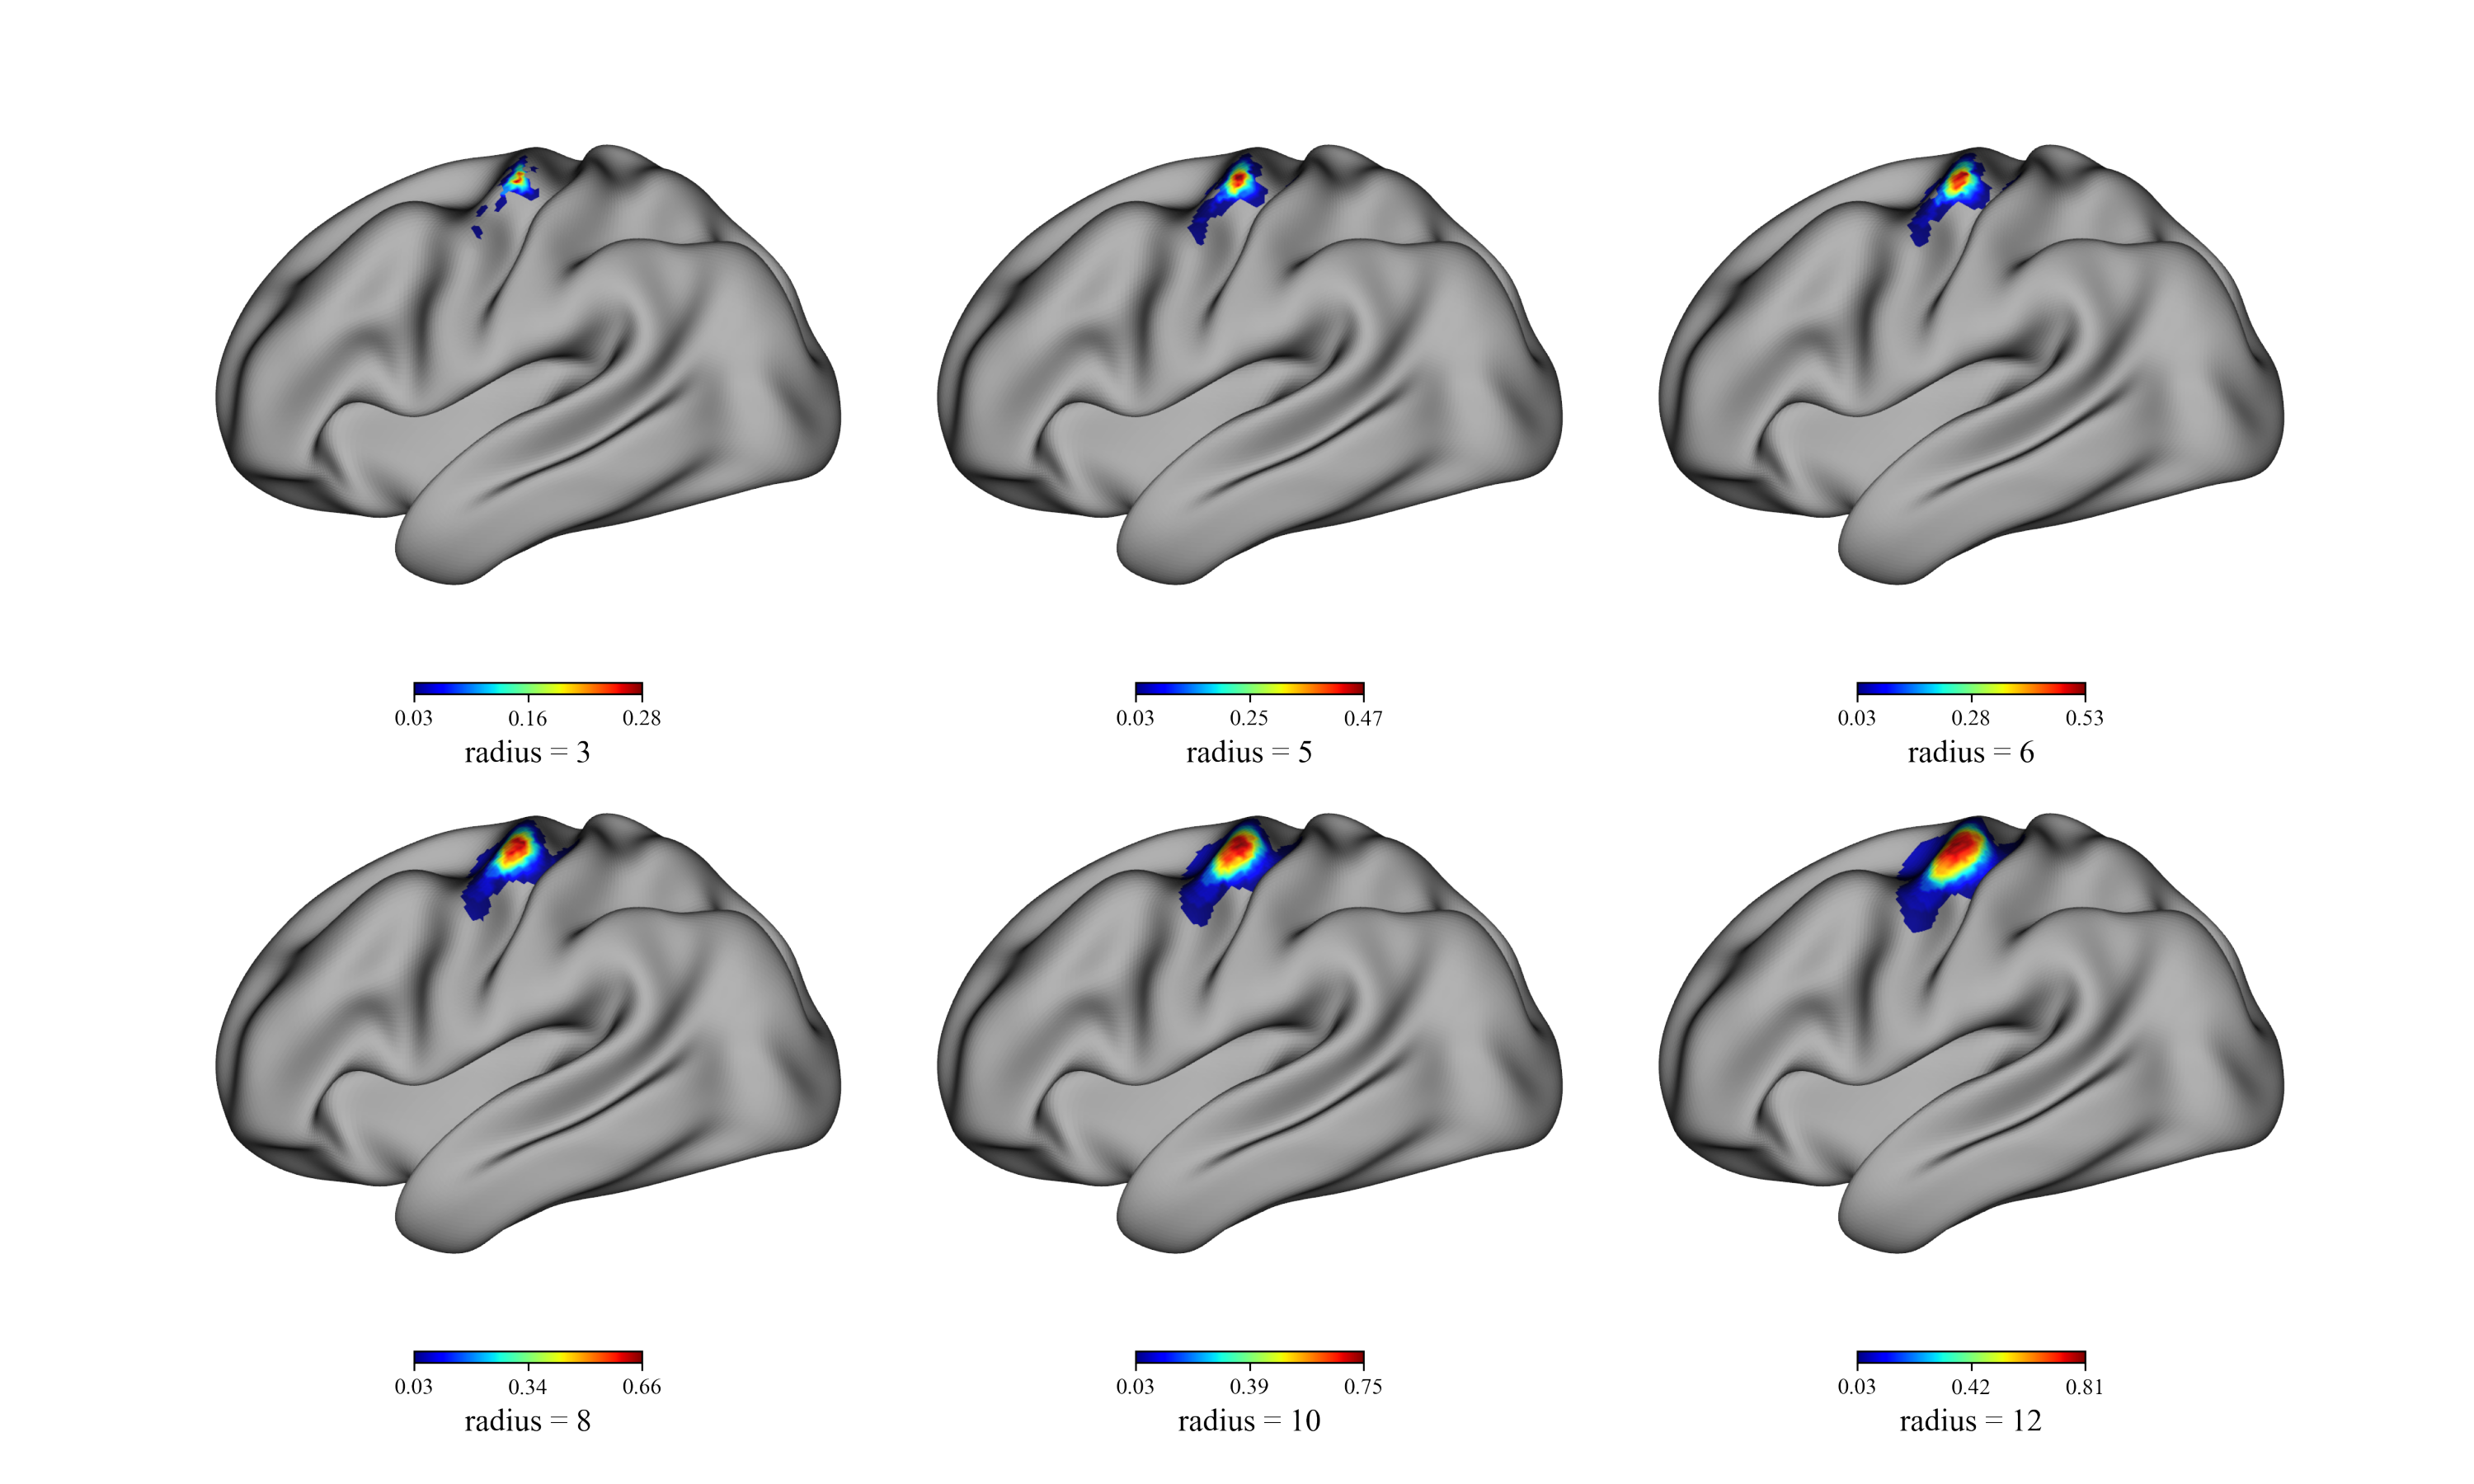 0.03 0.16 0.28
radius = 3
0.03 0.25 0.47
radius = 5
0.03 0.28 0.53
radius = 6
0.03 0.34 0.66
radius = 8
0.03 0.39 0.75
radius = 10
0.03 0.42 0.81
radius = 12